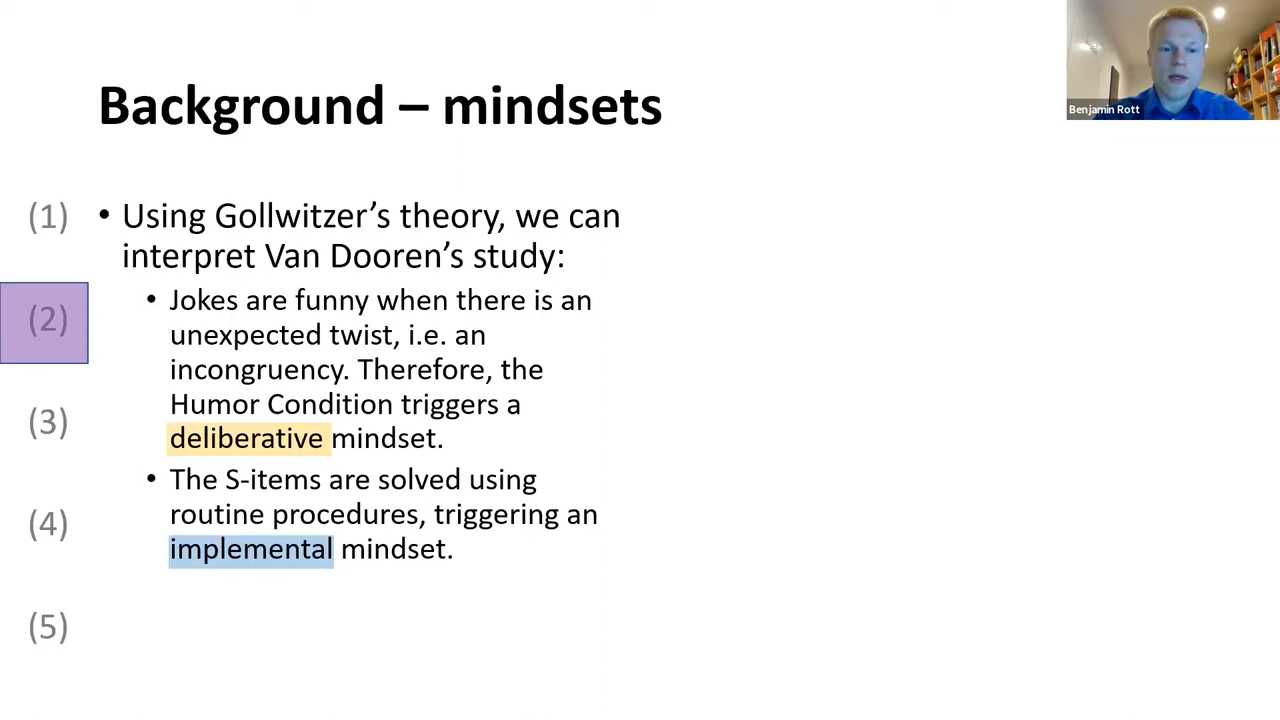 Background – mindsets
Benjamin Rott
(1)
• Using Gollwitzer’s theory, we can
interpret Van Dooren’s study:
(2)
• Jokes are funny when there is an
unexpected twist, i.e. an
incongruency. Therefore, the
Humor Condition triggers a
deliberative mindset.
(3)
• The S-items are solved using
routine procedures, triggering an
implemental mindset.
(4)
(5)